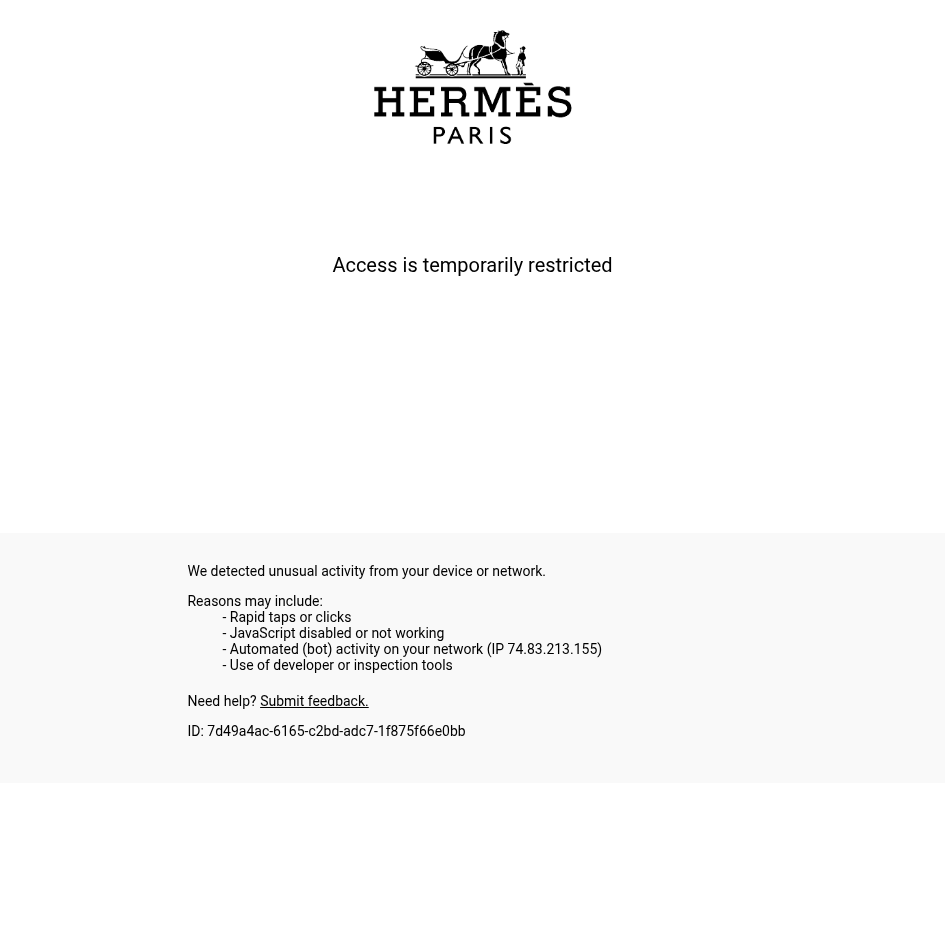 HERMÈS
PARIS
Access is temporarily restricted
We detected unusual activity from your device or network.
Reasons may include:
- Rapid taps or clicks
- JavaScript disabled or not working
- Automated (bot) activity on your network (IP 74.83.213.155)
- Use of developer or inspection tools
Need help? Submit feedback.
ID: 7d49a4ac-6165-c2bd-adc7-1f875f66e0bb